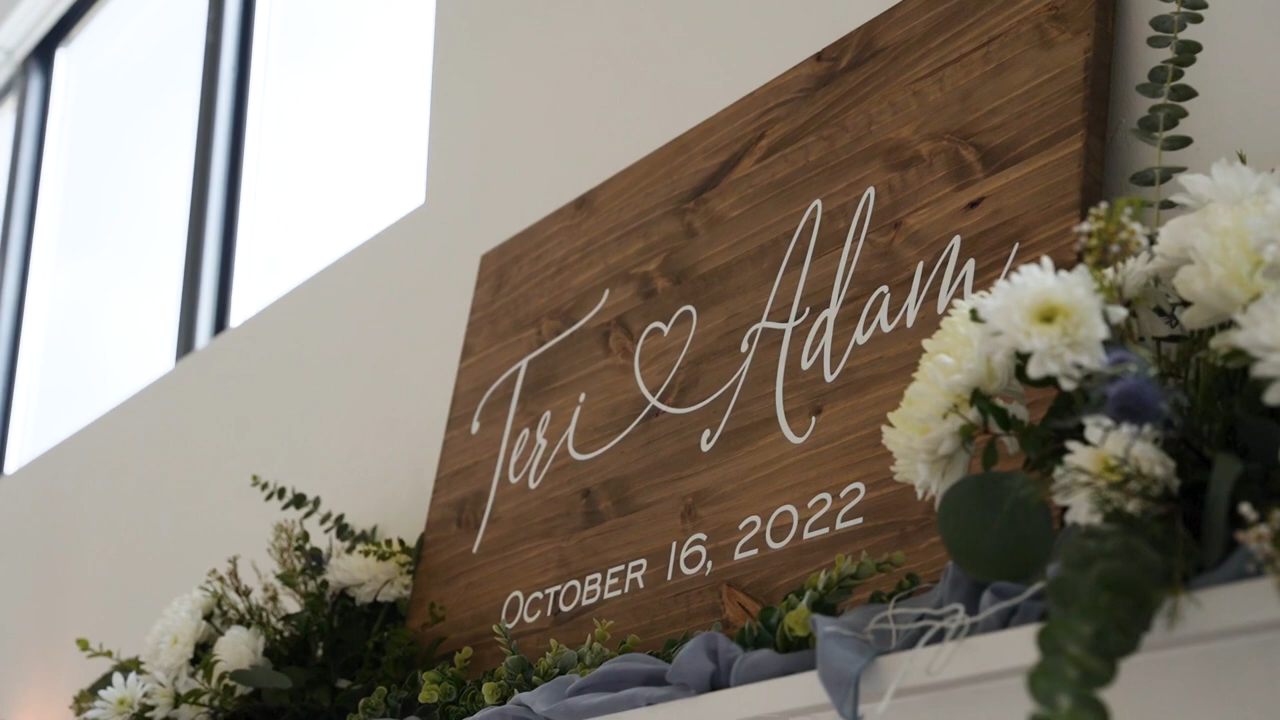 Teri ♡ Adam
OCTOBER 16, 2022